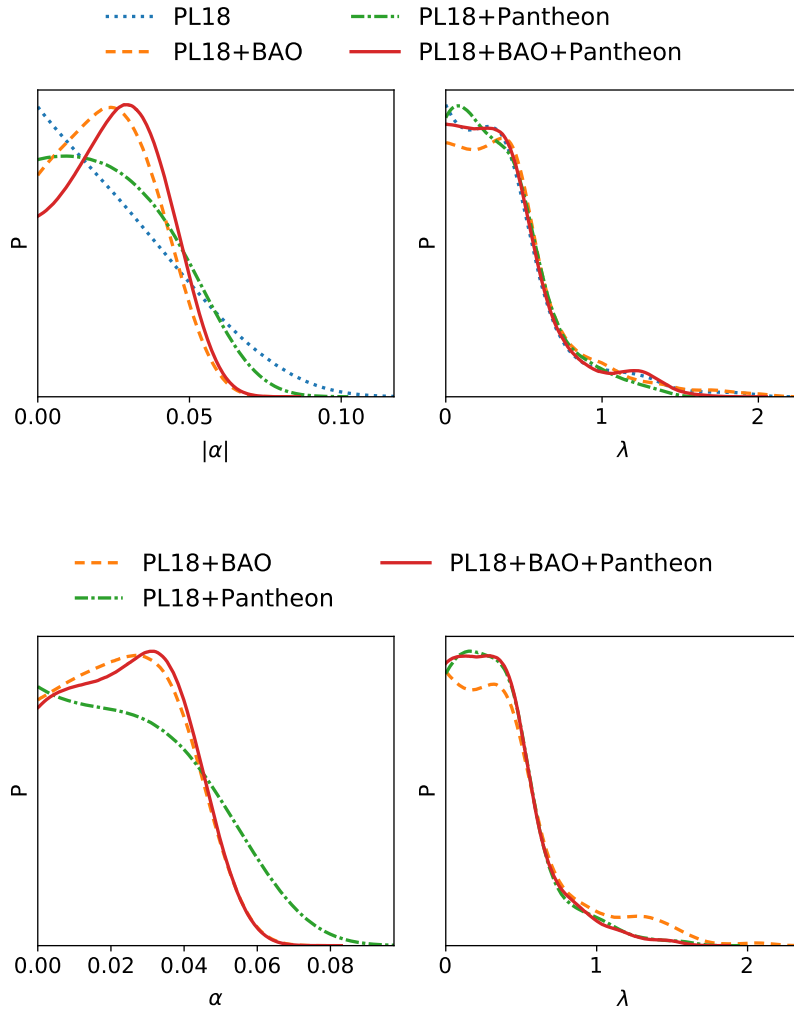 PL18
PL18+BAO
PL18+Pantheon
PL18+BAO+Pantheon
P
0.00 0.05 0.10
|α|
P
0 1 2
λ
PL18+BAO
PL18+Pantheon
PL18+BAO+Pantheon
P
0.00 0.02 0.04 0.06 0.08
α
P
0 1 2
λ